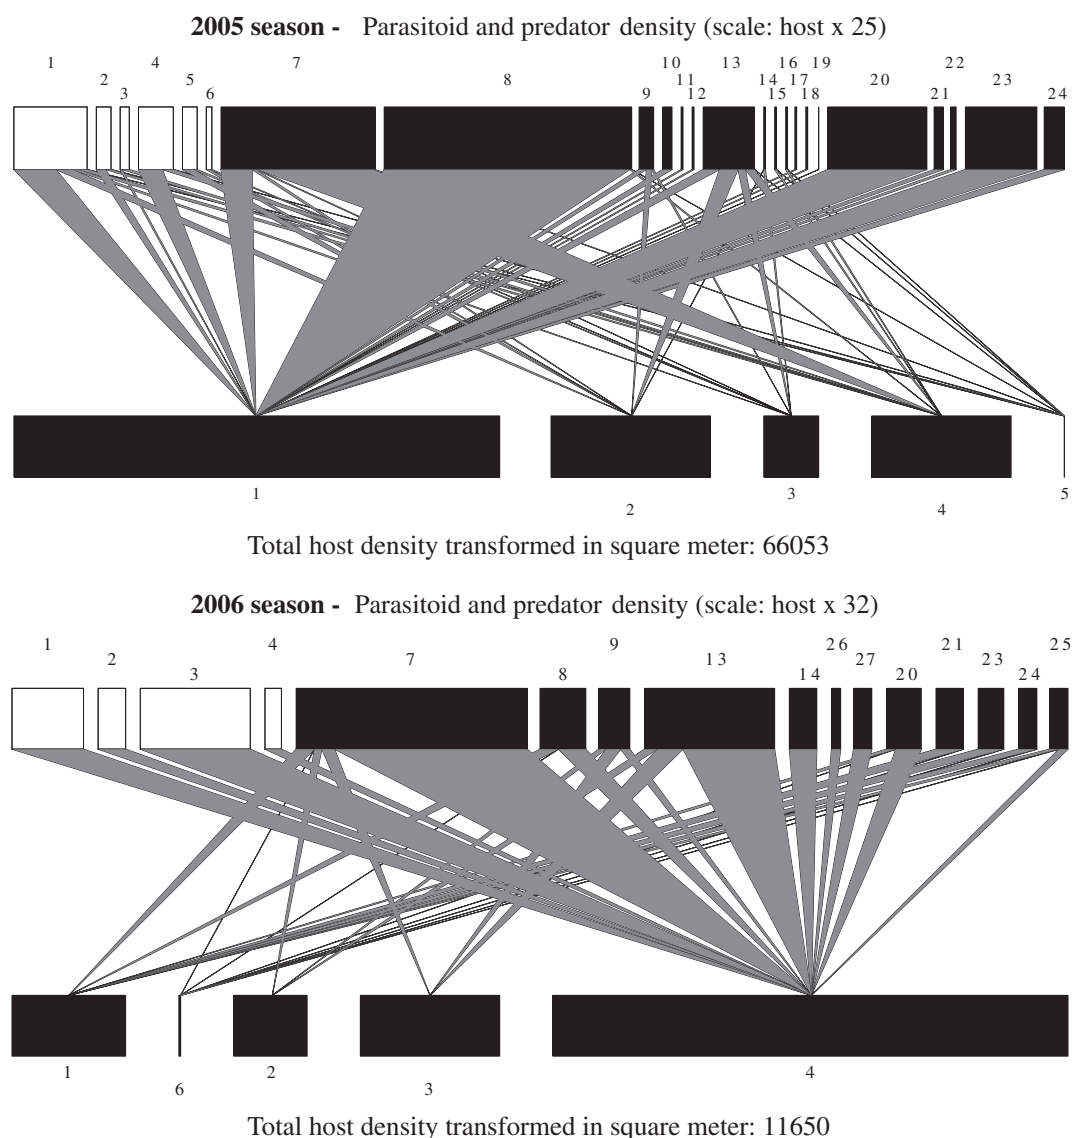 2005 season - Parasitoid and predator density (scale: host x 25)
10 16 19 22
1 4 7 8 11 13 17 20 23
2 5 14
3 6 9 12 15 18 21 24
1 3 5
2 4
Total host density transformed in square meter: 66053
2006 season - Parasitoid and predator density (scale: host x 32)
1 4 9 26 21 25
2 7 13 27 23
3 8 14 20 24
1 2 3 4
6
Total host density transformed in square meter: 11650